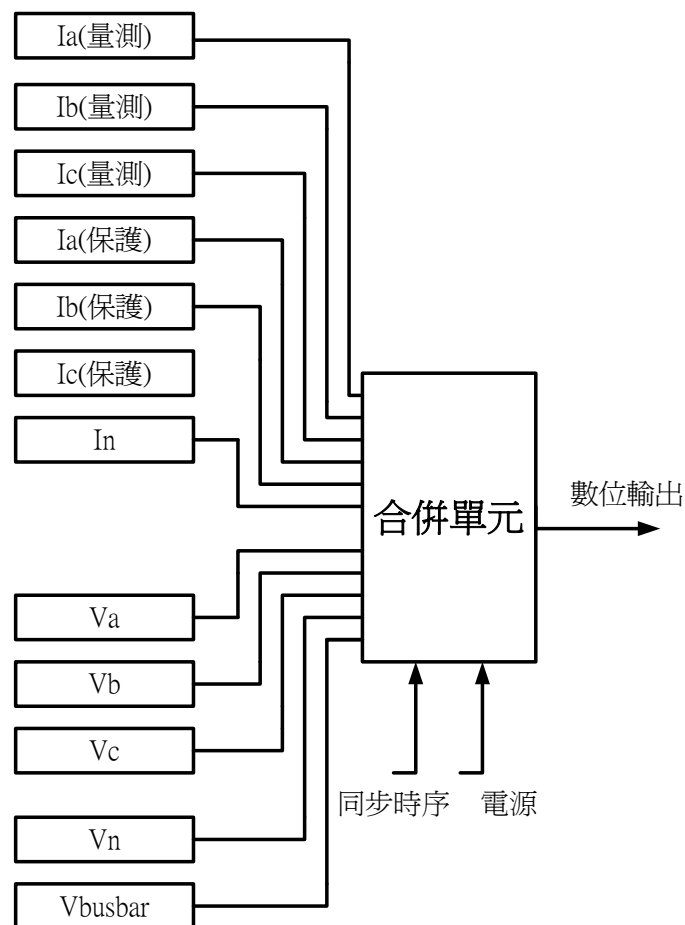 Ia(量測)
Ib(量測)
Ic(量測)
Ia(保護)
Ib(保護)
Ic(保護)
In
合併單元
數位輸出
Va
Vb
Vc
同步時序
電源
Vn
Vbusbar